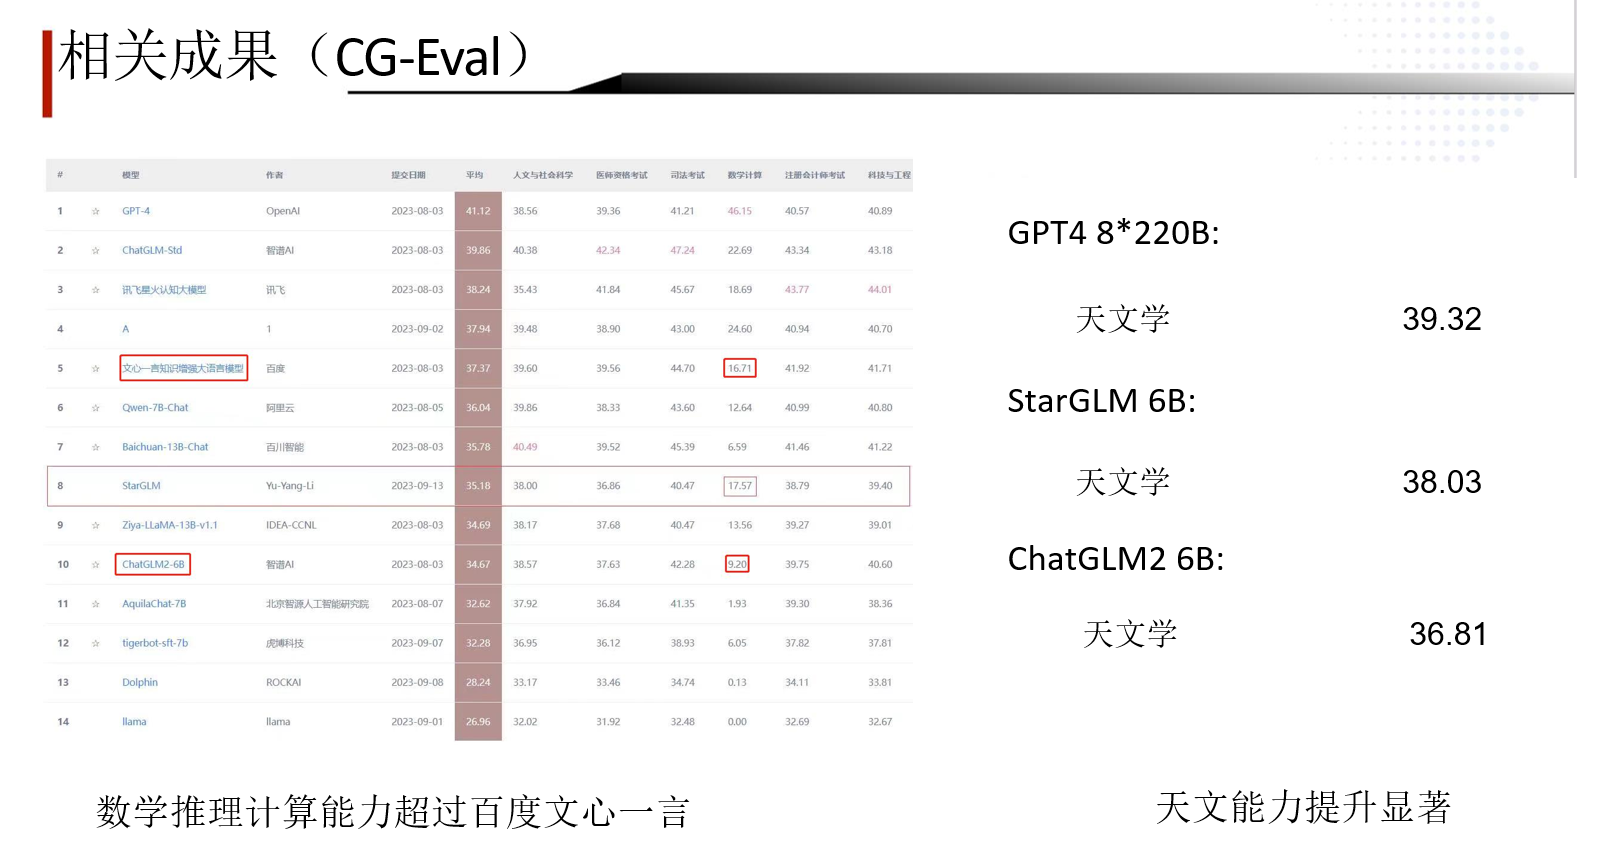 相关成果（CG-Eval）
# 模型 作者 提交日期 平均 人文与社会科学 医师资格考试 司法考试 数学计算 注册会计师考试 科技与工程
1 ☆ GPT-4 OpenAI 2023-08-03 41.12 38.56 39.36 41.21 46.15 40.57 40.89
2 ☆ ChatGLM-Std 智谱AI 2023-08-03 39.86 40.38 42.34 47.24 22.69 43.34 43.18
3 ☆ 讯飞星火认知大模型 讯飞 2023-08-03 38.24 35.43 41.84 45.67 18.69 43.77 44.01
4 A 1 2023-09-02 37.94 39.48 38.90 43.00 24.60 40.94 40.70
5 ☆ 文心一言知识增强大语言模型 百度 2023-08-03 37.37 39.60 39.56 44.70 16.71 41.92 41.71
6 ☆ Qwen-7B-Chat 阿里云 2023-08-05 36.04 39.86 38.33 43.60 12.64 40.99 40.80
7 ☆ Baichuan-13B-Chat 百川智能 2023-08-03 35.78 40.49 39.52 45.39 6.59 41.46 41.22
8 StarGLM Yu-Yang-Li 2023-09-13 35.18 38.00 36.86 40.47 17.57 38.79 39.40
9 ☆ Ziya-LLaMA-13B-v1.1 IDEA-CCNL 2023-08-03 34.69 38.17 37.68 40.47 13.56 39.27 39.01
10 ☆ ChatGLM2-6B 智谱AI 2023-08-03 34.67 38.57 37.63 42.28 9.20 39.75 40.60
11 ☆ AquilaChat-7B 北京智源人工智能研究院 2023-08-07 32.62 37.92 36.84 41.35 1.93 39.30 38.36
12 ☆ tigerbot-sft-7b 虎博科技 2023-09-07 32.28 36.95 36.12 38.93 6.05 37.82 37.81
13 Dolphin ROCKAI 2023-09-08 28.24 33.17 33.46 34.74 0.13 34.11 33.81
14 llama llama 2023-09-01 26.96 32.02 31.92 32.48 0.00 32.69 32.67
数学推理计算能力超过百度文心一言
GPT4 8*220B:
天文学 39.32
StarGLM 6B:
天文学 38.03
ChatGLM2 6B:
天文学 36.81
天文能力提升显著